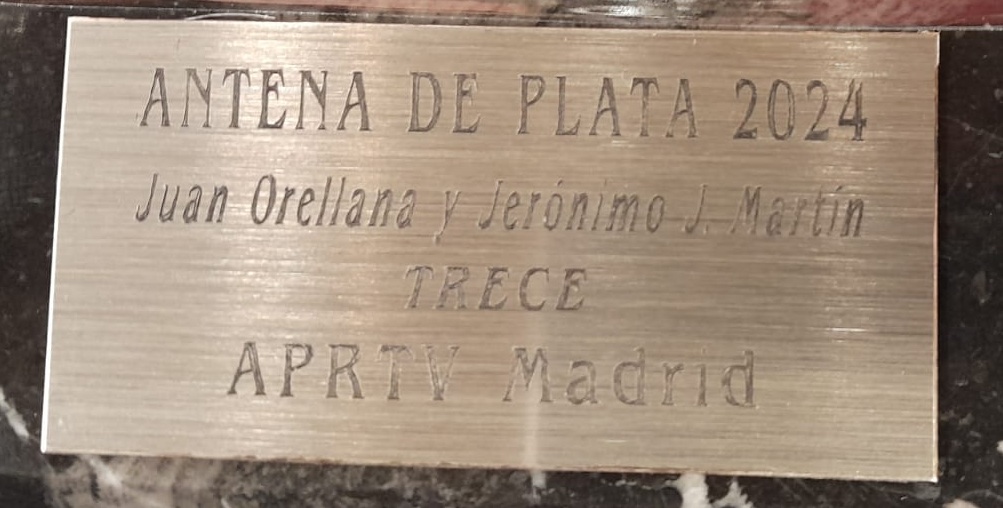 ANTENA DE PLATA 2024
Juan Orellana y Jerónimo J. Martín
TRECE
APRTV Madrid